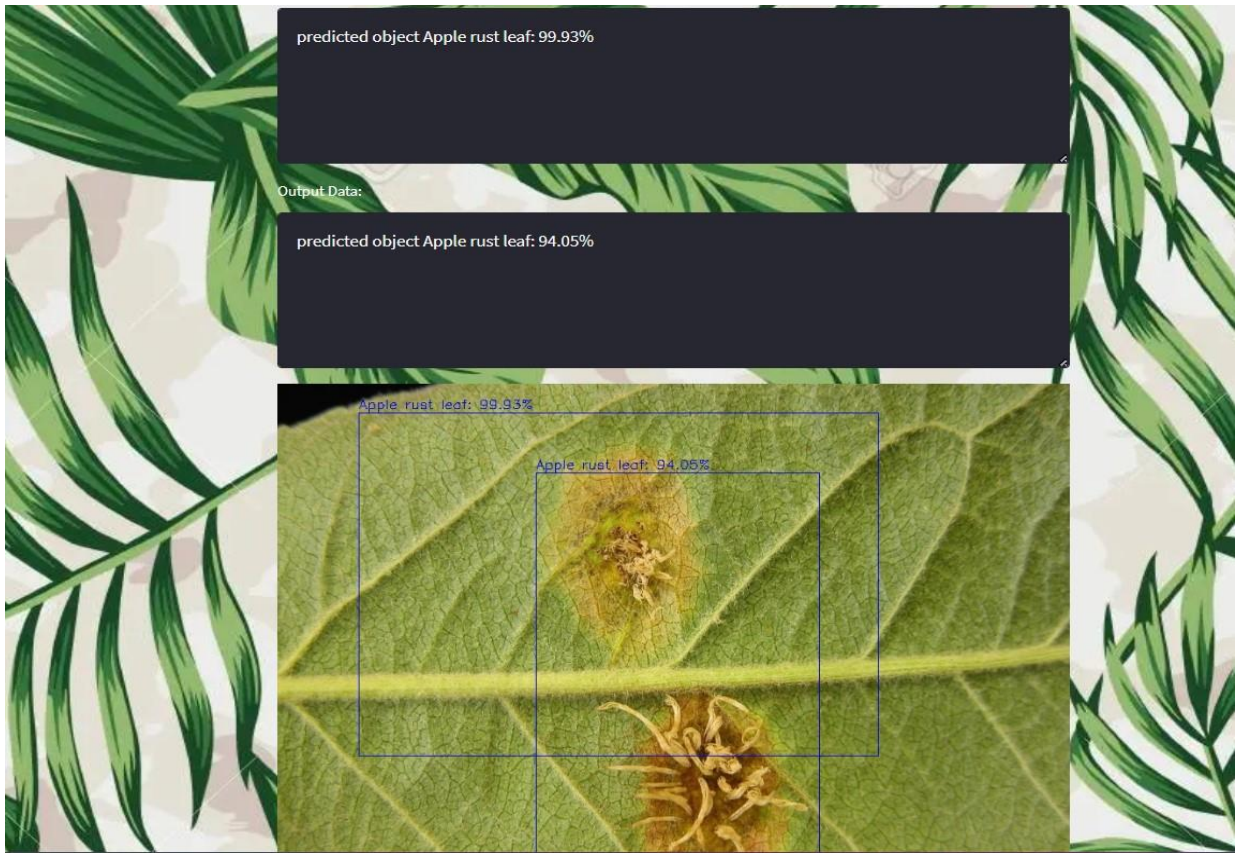 predicted object Apple rust leaf: 99.93%
Output Data:
predicted object Apple rust leaf: 94.05%
Apple rust leaf: 99.93%
Apple rust leaf: 94.05%